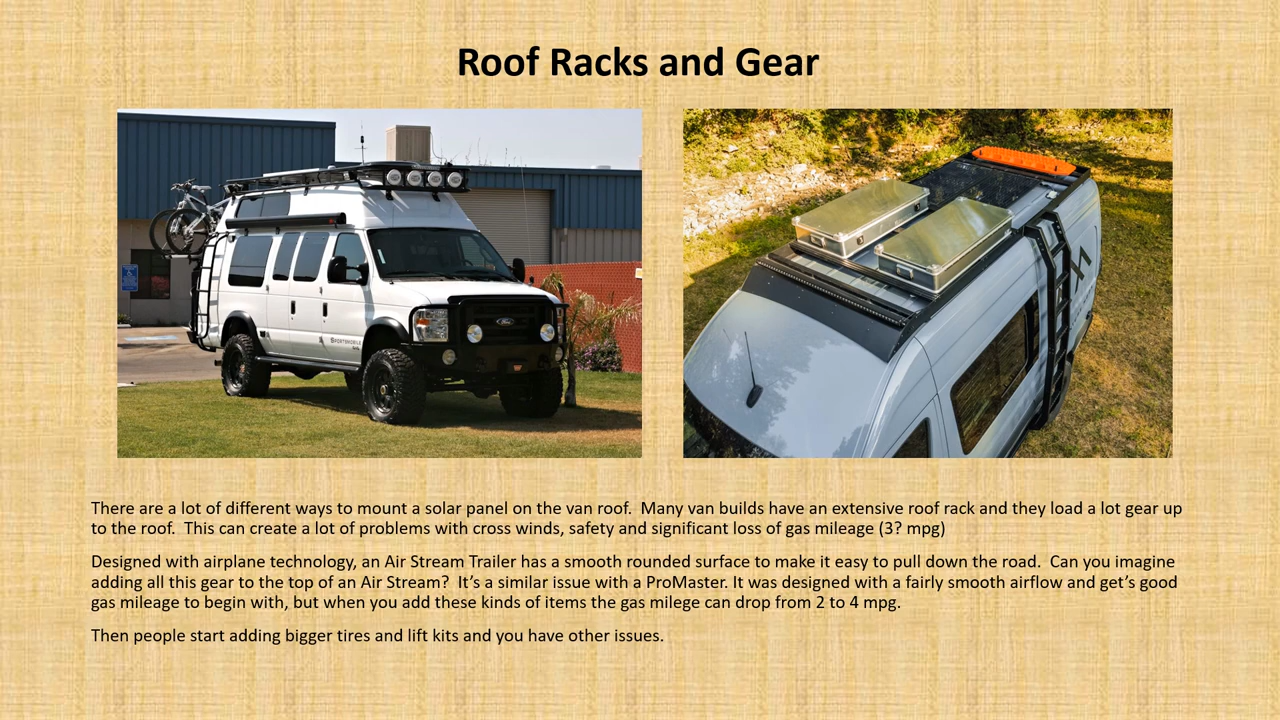 Roof Racks and Gear
Ford
SPORTSMOBILE
There are a lot of different ways to mount a solar panel on the van roof.  Many van builds have an extensive roof rack and they load a lot gear up
to the roof.  This can create a lot of problems with cross winds, safety and significant loss of gas mileage (3? mpg)
Designed with airplane technology, an Air Stream Trailer has a smooth rounded surface to make it easy to pull down the road.  Can you imagine
adding all this gear to the top of an Air Stream?  It’s a similar issue with a ProMaster. It was designed with a fairly smooth airflow and get’s good
gas mileage to begin with, but when you add these kinds of items the gas milege can drop from 2 to 4 mpg.
Then people start adding bigger tires and lift kits and you have other issues.